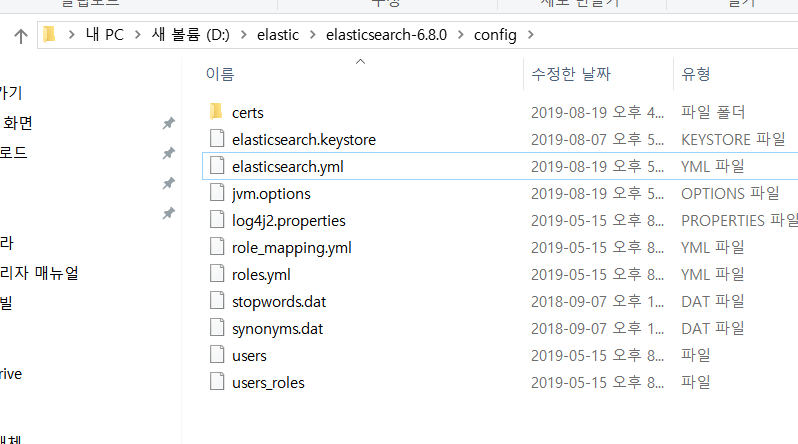 내 PC > 새 볼륨 (D:) > elastic > elasticsearch-6.8.0 > config >
이름 수정한 날짜 유형
certs 2019-08-19 오후 4... 파일 폴더
elasticsearch.keystore 2019-08-07 오후 5... KEYSTORE 파일
elasticsearch.yml 2019-08-19 오후 5... YML 파일
jvm.options 2019-08-19 오후 5... OPTIONS 파일
log4j2.properties 2019-05-15 오후 8... PROPERTIES 파일
role_mapping.yml 2019-05-15 오후 8... YML 파일
roles.yml 2019-05-15 오후 8... YML 파일
stopwords.dat 2018-09-07 오후 1... DAT 파일
synonyms.dat 2018-09-07 오후 1... DAT 파일
users 2019-05-15 오후 8... 파일
users_roles 2019-05-15 오후 8... 파일
가기
화면
로드
라
리자 매뉴얼
빌
rive